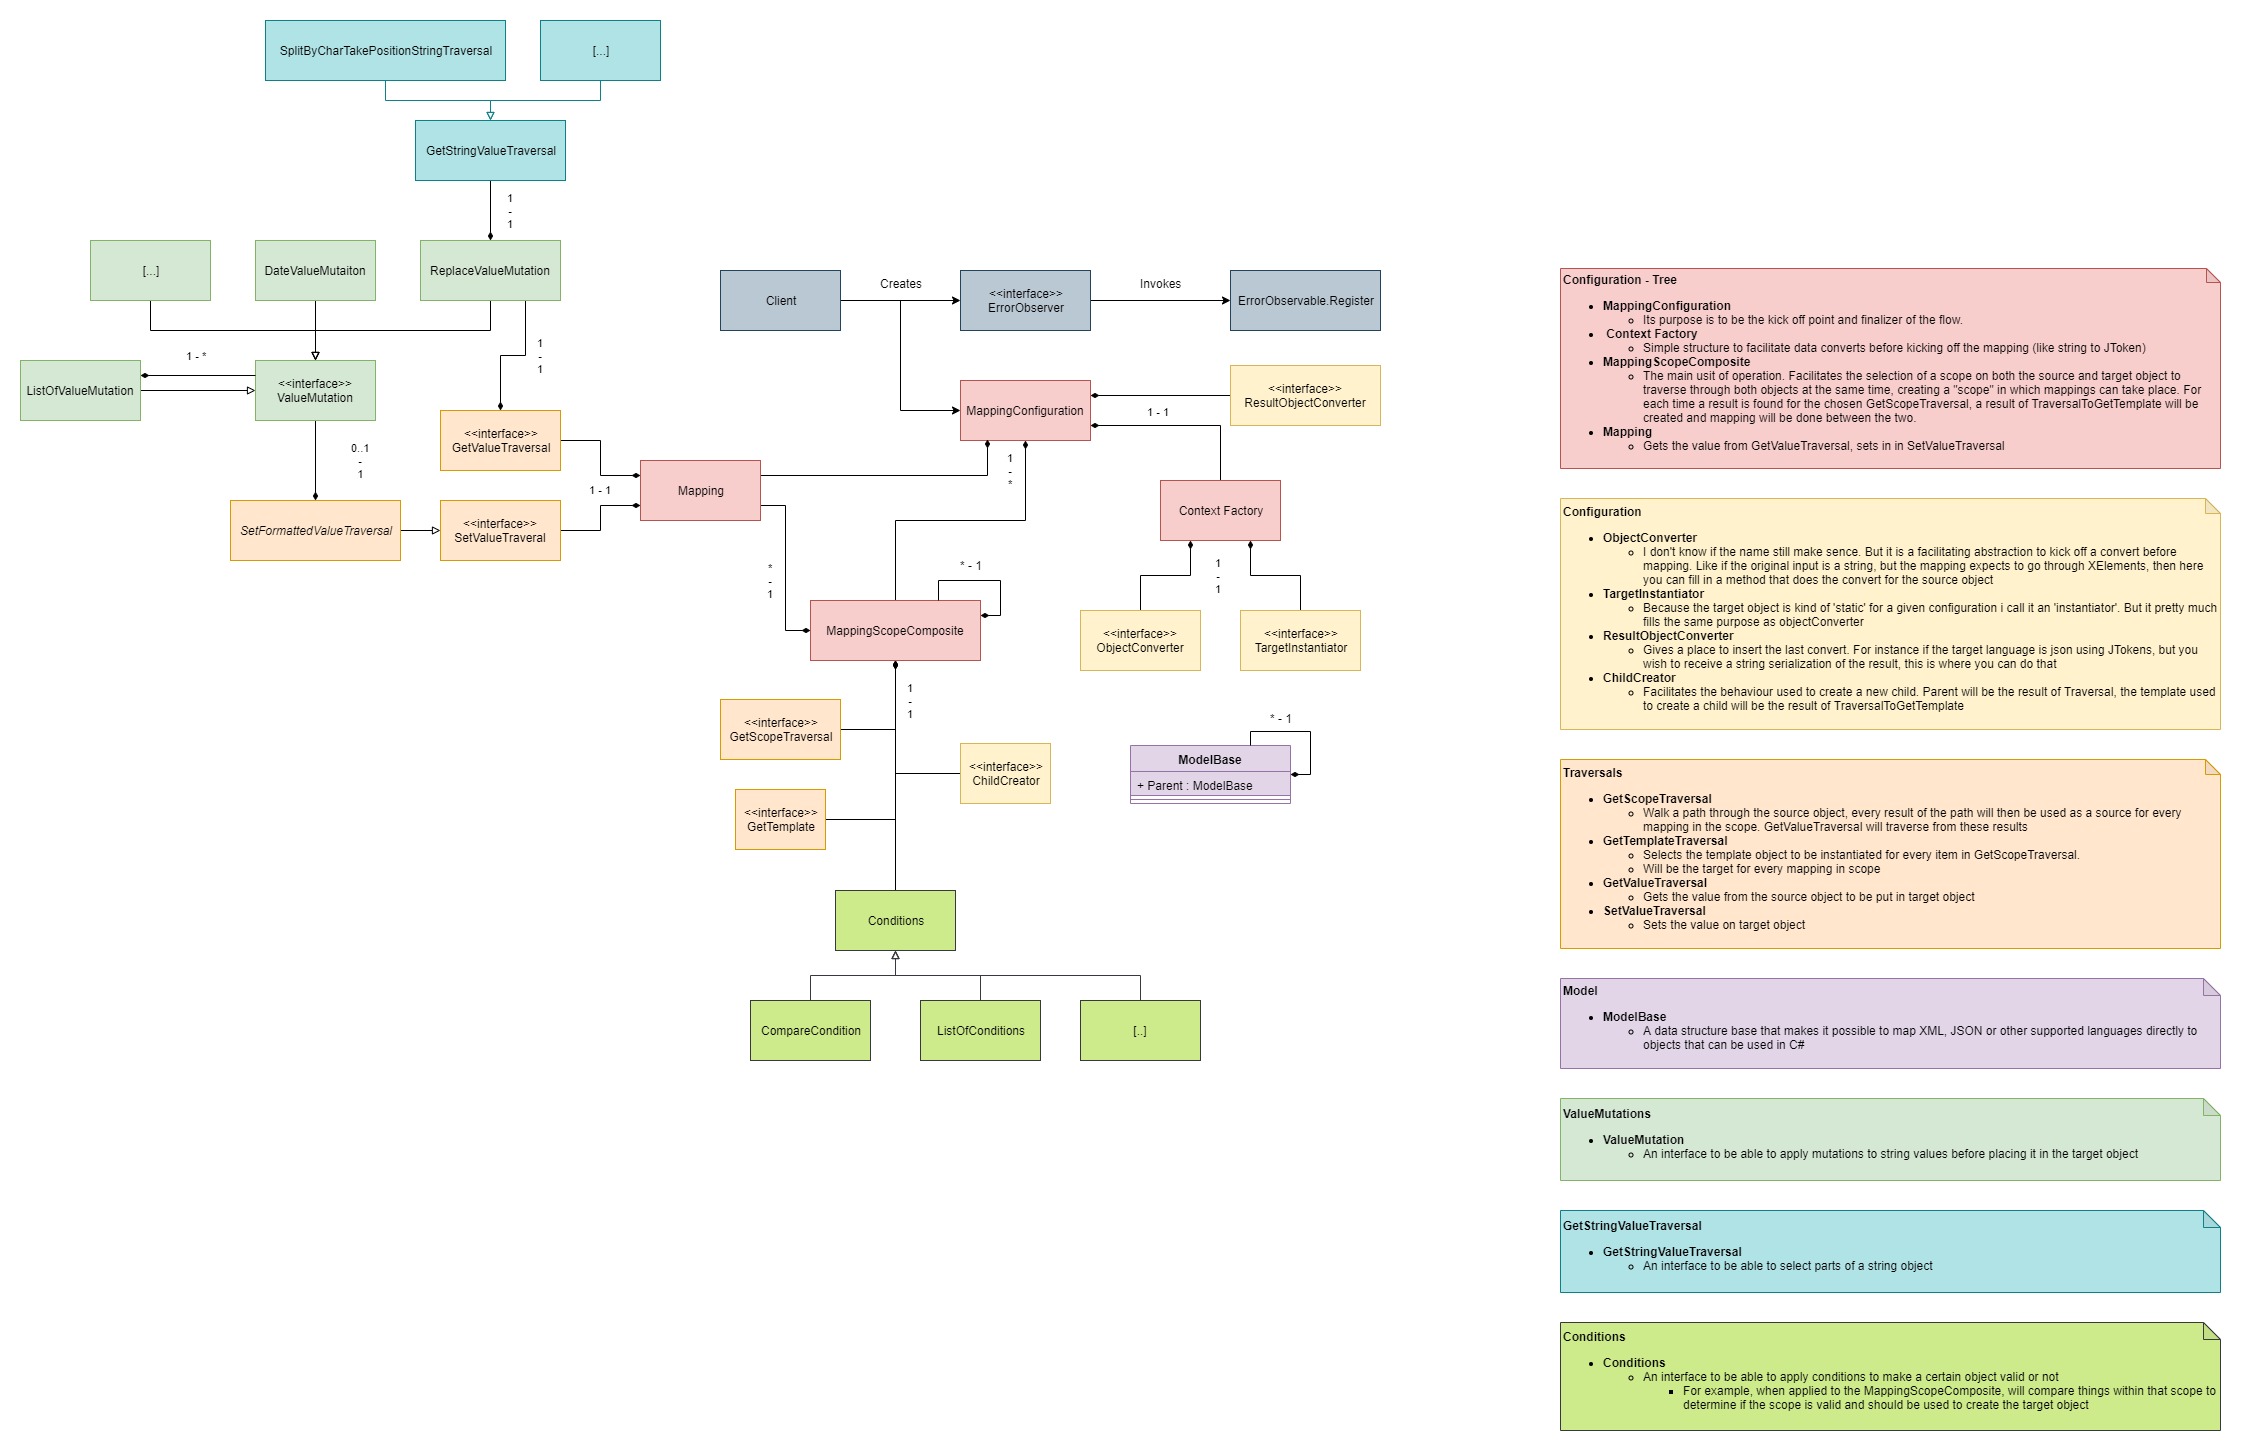 SplitByCharTakePositionStringTraversal
[...]
GetStringValueTraversal
1
-
1
[...]
DateValueMutaiton
ReplaceValueMutation
1 - *
ListOfValueMutation
<<interface>>
ValueMutation
1
-
1
0..1
-
1
<<interface>>
GetValueTraversal
SetFormattedValueTraversal
<<interface>>
SetValueTraveral
1 - 1
Mapping
Client
Creates
<<interface>>
ErrorObserver
Invokes
ErrorObservable.Register
MappingConfiguration
<<interface>>
ResultObjectConverter
1 - 1
1
-
*
Context Factory
*
-
1
* - 1
MappingScopeComposite
1
-
1
<<interface>>
ObjectConverter
<<interface>>
TargetInstantiator
1
-
1
<<interface>>
GetScopeTraversal
<<interface>>
ChildCreator
<<interface>>
GetTemplate
* - 1
ModelBase
+ Parent : ModelBase
Conditions
CompareCondition
ListOfConditions
[..]
Configuration - Tree
MappingConfiguration
Its purpose is to be the kick off point and finalizer of the flow.
Context Factory
Simple structure to facilitate data converts before kicking off the mapping (like string to JToken)
MappingScopeComposite
The main usit of operation. Facilitates the selection of a scope on both the source and target object to
traverse through both objects at the same time, creating a "scope" in which mappings can take place. For
each time a result is found for the chosen GetScopeTraversal, a result of TraversalToGetTemplate will be
created and mapping will be done between the two.
Mapping
Gets the value from GetValueTraversal, sets in in SetValueTraversal
Configuration
ObjectConverter
I don't know if the name still make sence. But it is a facilitating abstraction to kick off a convert before
mapping. Like if the original input is a string, but the mapping expects to go through XElements, then here
you can fill in a method that does the convert for the source object
TargetInstantiator
Because the target object is kind of 'static' for a given configuration i call it an 'instantiator'. But it pretty much
fills the same purpose as objectConverter
ResultObjectConverter
Gives a place to insert the last convert. For instance if the target language is json using JTokens, but you
wish to receive a string serialization of the result, this is where you can do that
ChildCreator
Facilitates the behaviour used to create a new child. Parent will be the result of Traversal, the template used
to create a child will be the result of TraversalToGetTemplate
Traversals
GetScopeTraversal
Walk a path through the source object, every result of the path will then be used as a source for every
mapping in the scope. GetValueTraversal will traverse from these results
GetTemplateTraversal
Selects the template object to be instantiated for every item in GetScopeTraversal.
Will be the target for every mapping in scope
GetValueTraversal
Gets the value from the source object to be put in target object
SetValueTraversal
Sets the value on target object
Model
ModelBase
A data structure base that makes it possible to map XML, JSON or other supported languages directly to
objects that can be used in C#
ValueMutations
ValueMutation
An interface to be able to apply mutations to string values before placing it in the target object
GetStringValueTraversal
GetStringValueTraversal
An interface to be able to select parts of a string object
Conditions
Conditions
An interface to be able to apply conditions to make a certain object valid or not
For example, when applied to the MappingScopeComposite, will compare things within that scope to
determine if the scope is valid and should be used to create the target object